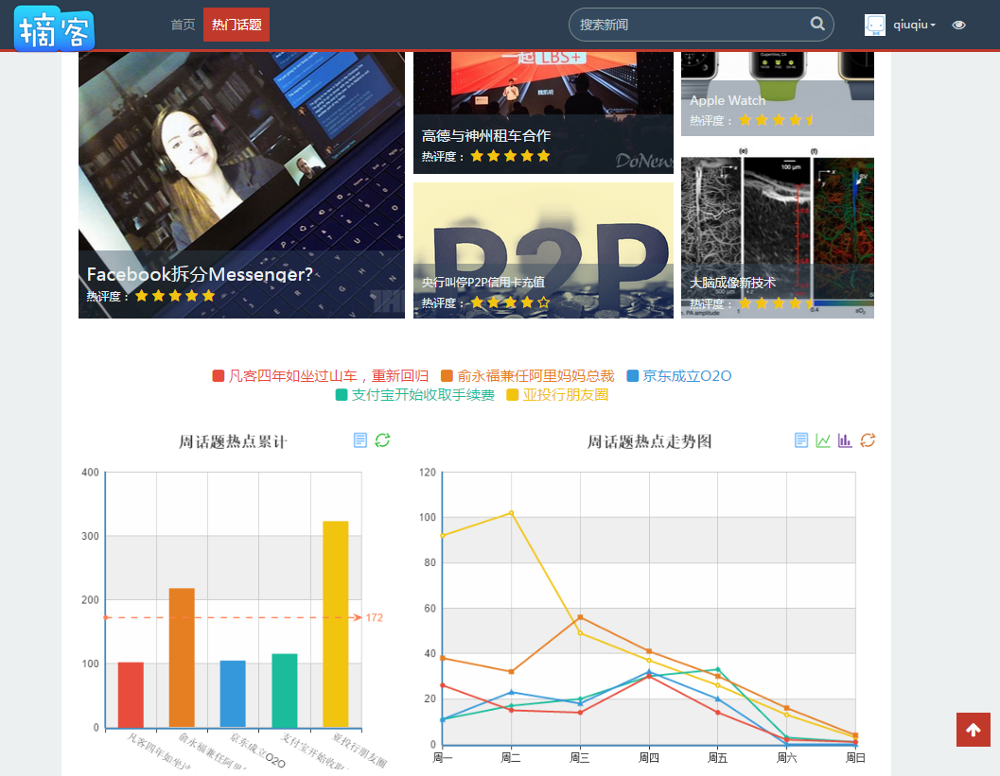 摘客
首页
热门话题
搜索新闻
qiuqiu
一起 LBS+
DoNews
高德与神州租车合作
热评度：
Apple Watch
热评度：
Facebook拆分Messenger?
热评度：
P2P
央行叫停P2P信用卡充值
热评度：
(e)
(f)
100 μm
大脑成像新技术
热评度：
凡客四年如坐过山车，重新回归
俞永福兼任阿里妈妈总裁
京东成立O2O
支付宝开始收取手续费
亚投行朋友圈
周话题热点累计
400
300
200
100
0
172
凡客四年如坐过
俞永福兼任阿里
京东成立O2O
支付宝开始收取
亚投行朋友圈
周话题热点走势图
120
100
80
60
40
20
0
周一
周二
周三
周四
周五
周六
周日